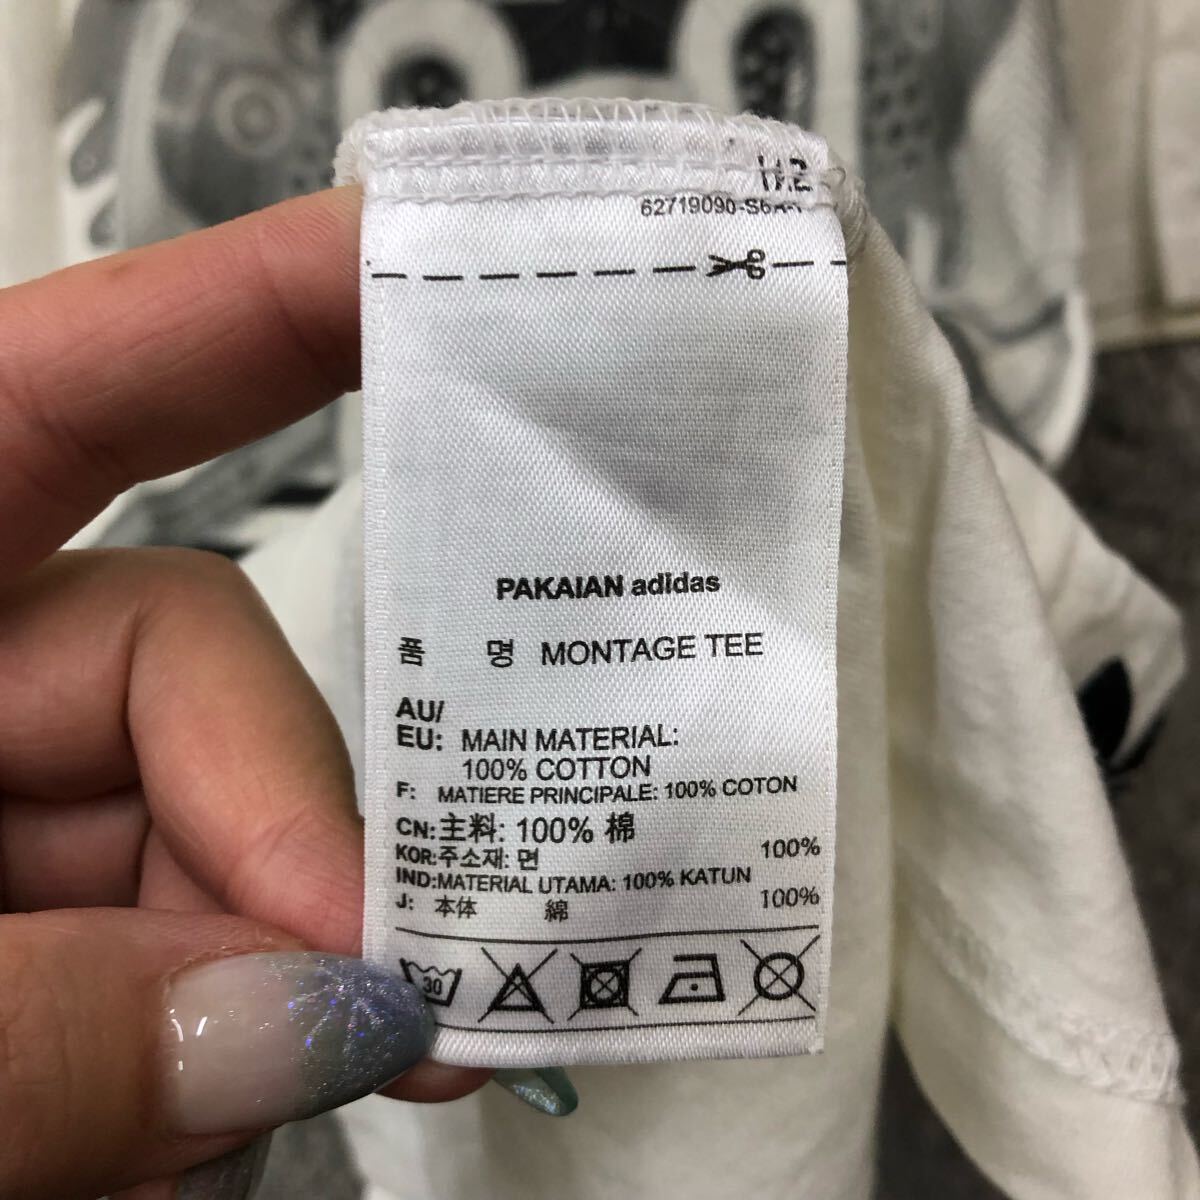 62719090-S6A-1
PAKAIAN adidas
품 명 MONTAGE TEE
AU/
EU: MAIN MATERIAL:
100% COTTON
F: MATIERE PRINCIPALE: 100% COTON
CN:主料: 100% 棉
KOR:주소재: 면 100%
IND:MATERIAL UTAMA: 100% KATUN
J: 本体 綿 100%
30